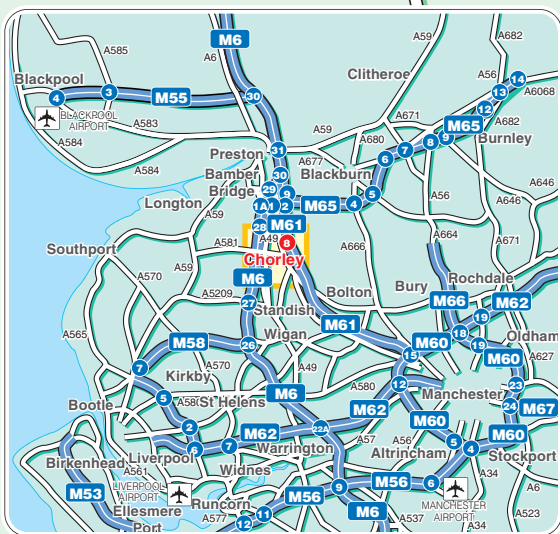 M6
A59
A682
A585
A6
Clitheroe
Blackpool
3
4
M55
30
A56
14
13
A6068
12
BLACKPOOL
AIRPORT
A583
A59
A671
M65
A682
A584
31
A680
8
9
Burnley
Preston
A677
7
6
A584
Bamber
Bridge
30
29
9
Blackburn
5
A646
Longton
1A
1
2
M65
4
A56
A646
A59
28
M61
A664
A581
A49
8
A666
A671
Southport
Chorley
A59
A570
M6
Rochdale
A5209
27
Bolton
Bury
M66
M62
Standish
19
A565
M61
18
Oldham
Wigan
M58
26
15
M60
19
M60
A627
7
A570
A49
Kirkby
A580
12
23
5
A580
St Helens
M6
Manchester
24
M67
Bootle
M62
2
M60
22A
M62
A57
A56
5
M60
6
7
4
Birkenhead
Liverpool
Warrington
Altrincham
Stockport
A561
Widnes
A34
M53
LIVERPOOL
AIRPORT
9
M56
6
A6
Runcorn
M56
MANCHESTER
AIRPORT
A523
Ellesmere
Port
A577
11
12
M6
A537
A34